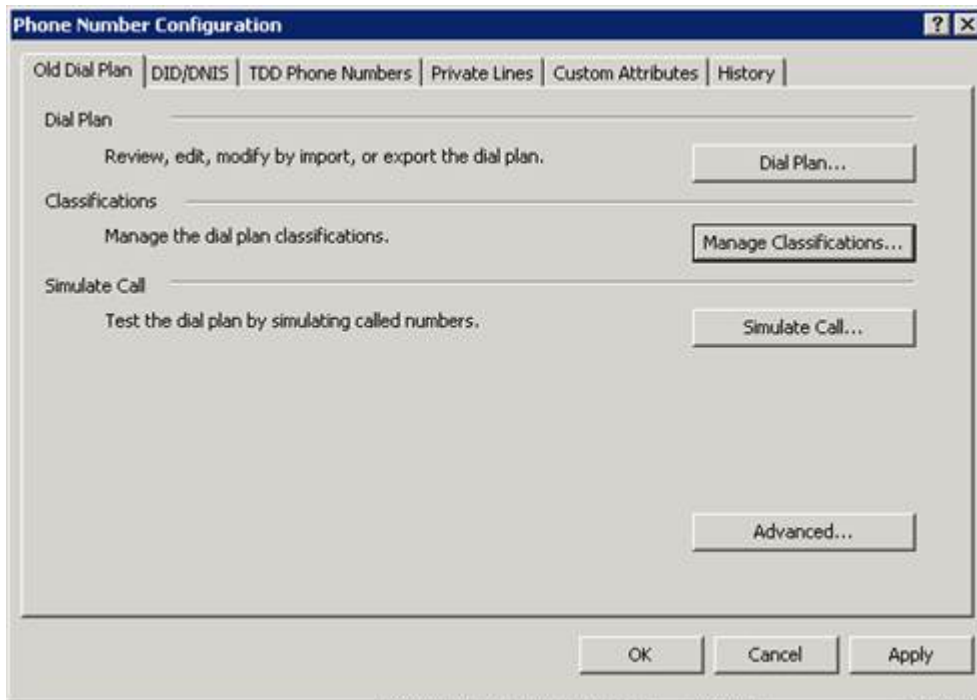 Phone Number Configuration
Old Dial Plan DID/DNIS TDD Phone Numbers Private Lines Custom Attributes History
Dial Plan
Review, edit, modify by import, or export the dial plan.
Dial Plan...
Classifications
Manage the dial plan classifications.
Manage Classifications...
Simulate Call
Test the dial plan by simulating called numbers.
Simulate Call...
Advanced...
OK Cancel Apply